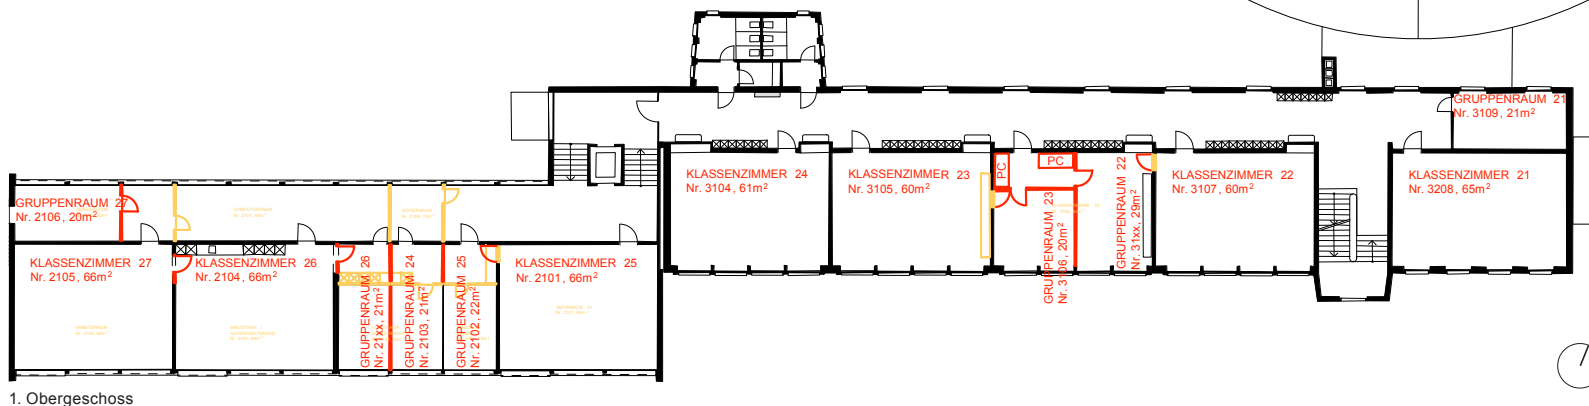 GRUPPENRAUM 21
Nr. 3109, 21m²
KLASSENZIMMER 24
Nr. 3104, 61m²
KLASSENZIMMER 23
Nr. 3105, 60m²
PC
PC
GRUPPENRAUM 23
Nr. 3106, 20m²
GRUPPENRAUM 22
Nr. 31xx, 29m²
KLASSENZIMMER 22
Nr. 3107, 60m²
KLASSENZIMMER 21
Nr. 3208, 65m²
GRUPPENRAUM 27
Nr. 2106, 20m²
KLASSENZIMMER 27
Nr. 2105, 66m²
KLASSENZIMMER 26
Nr. 2104, 66m²
GRUPPENRAUM 26
Nr. 21xx, 21m²
GRUPPENRAUM 24
Nr. 2103, 21m²
GRUPPENRAUM 25
Nr. 2102, 22m²
KLASSENZIMMER 25
Nr. 2101, 66m²
1. Obergeschoss